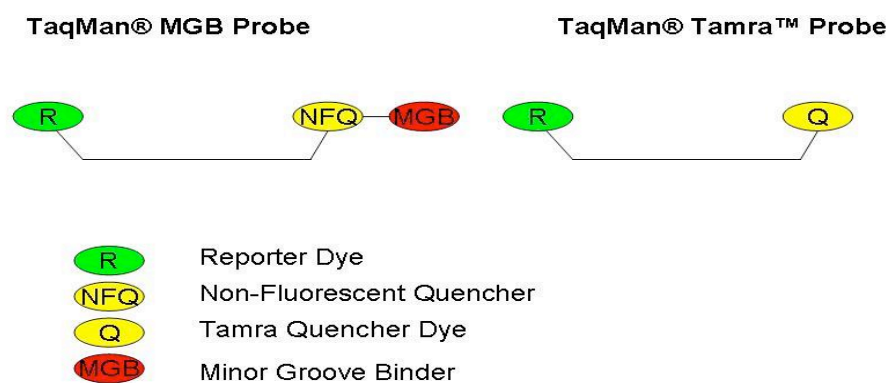 TaqMan® MGB Probe
TaqMan® Tamra™ Probe
R
NFQ
MGB
R
Q
R
Reporter Dye
NFQ
Non-Fluorescent Quencher
Q
Tamra Quencher Dye
MGB
Minor Groove Binder